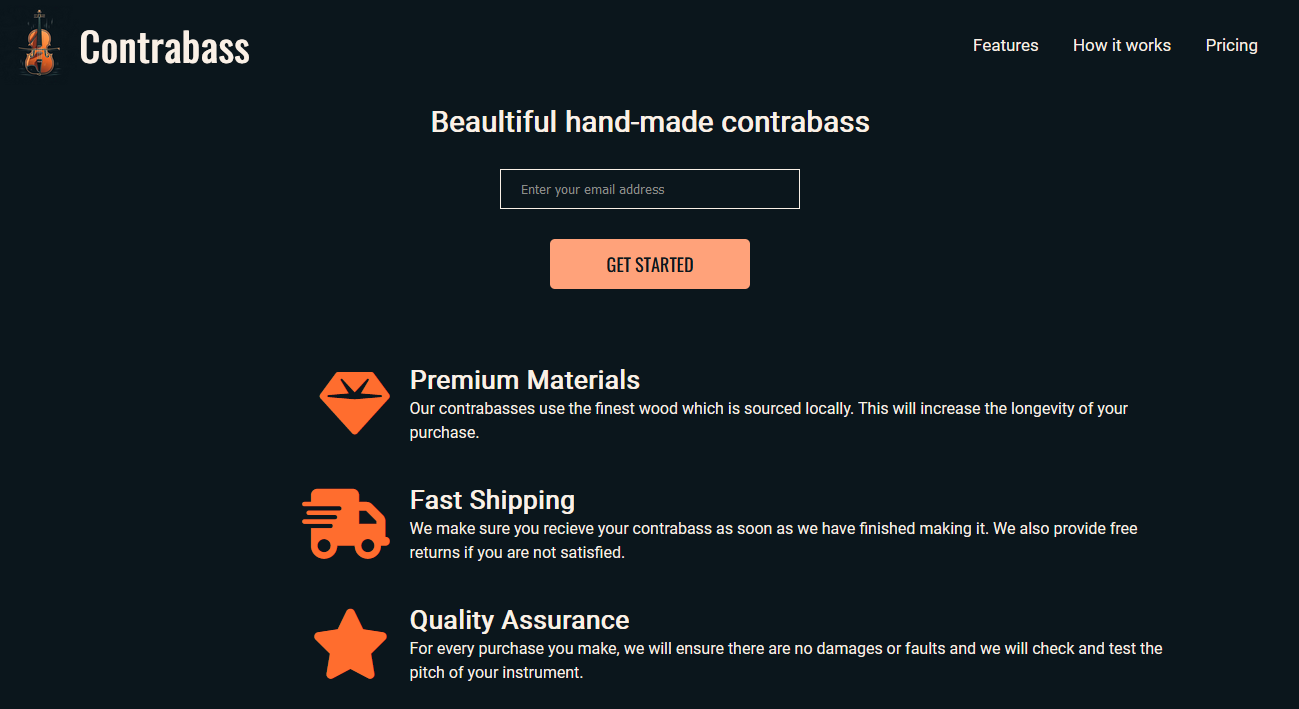 Contrabass
Features
How it works
Pricing
Beaultiful hand-made contrabass
Enter your email address
GET STARTED
Premium Materials
Our contrabasses use the finest wood which is sourced locally. This will increase the longevity of your
purchase.
Fast Shipping
We make sure you recieve your contrabass as soon as we have finished making it. We also provide free
returns if you are not satisfied.
Quality Assurance
For every purchase you make, we will ensure there are no damages or faults and we will check and test the
pitch of your instrument.